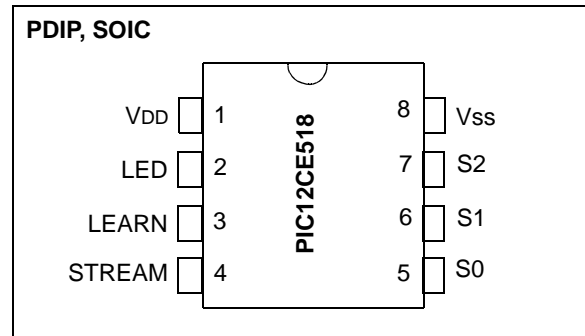 PDIP, SOIC
VDD 1 8 Vss
LED 2 7 S2
LEARN 3 6 S1
STREAM 4 5 S0
PIC12CE518